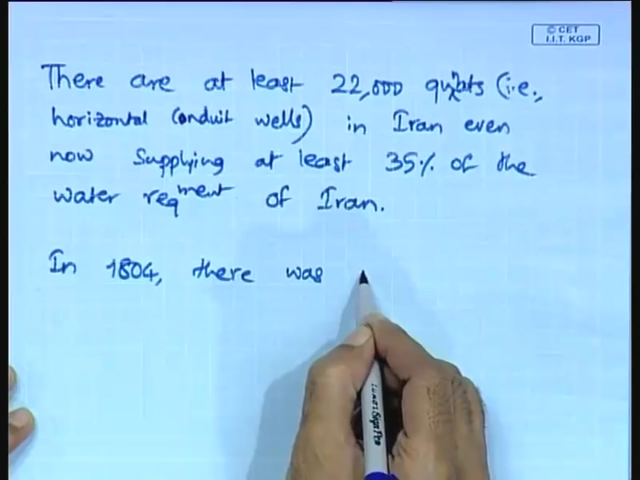 © CET
I.I.T. KGP
There are at least 22,000 (i.e.,
horizontal conduit wells) in Iran even
now supplying at least 35% of the
water reqment of Iran.
In 1804, there was